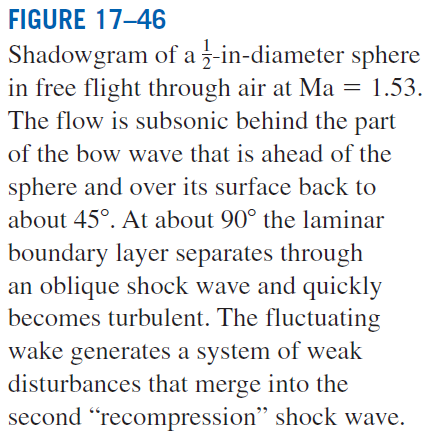 FIGURE 17–46
Shadowgram of a ½-in-diameter sphere
in free flight through air at Ma = 1.53.
The flow is subsonic behind the part
of the bow wave that is ahead of the
sphere and over its surface back to
about 45°. At about 90° the laminar
boundary layer separates through
an oblique shock wave and quickly
becomes turbulent. The fluctuating
wake generates a system of weak
disturbances that merge into the
second “recompression” shock wave.